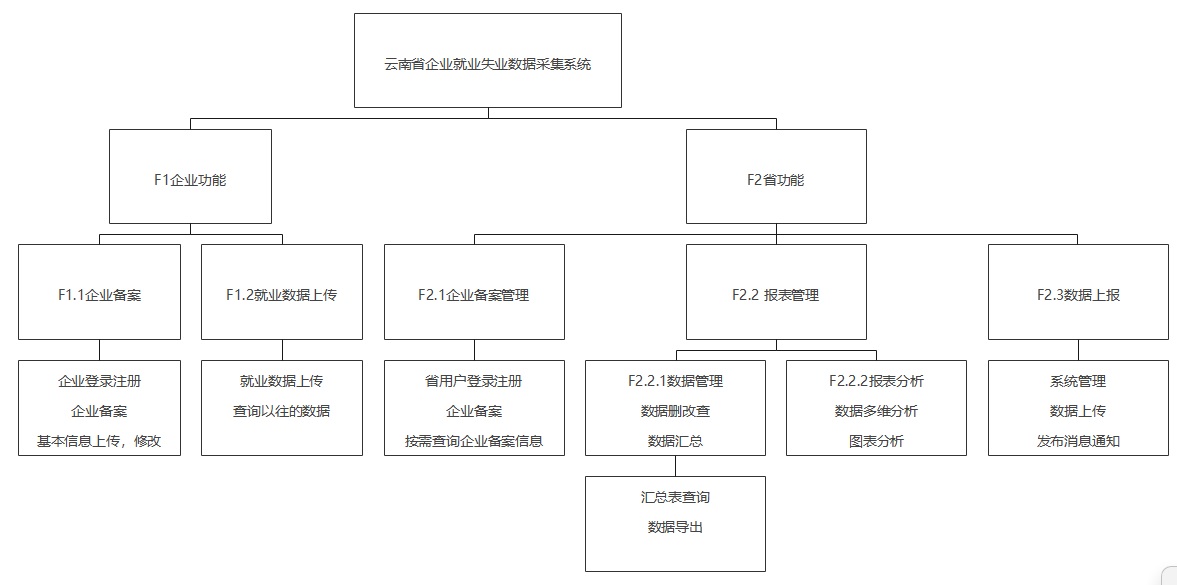 云南省企业就业失业数据采集系统
F1企业功能
F2省功能
F1.1企业备案
F1.2就业数据上传
F2.1企业备案管理
F2.2 报表管理
F2.3数据上报
企业登录注册
企业备案
基本信息上传，修改
就业数据上传
查询以往的数据
省用户登录注册
企业备案
按需查询企业备案信息
F2.2.1数据管理
数据删改查
数据汇总
F2.2.2报表分析
数据多维分析
图表分析
系统管理
数据上传
发布消息通知
汇总表查询
数据导出